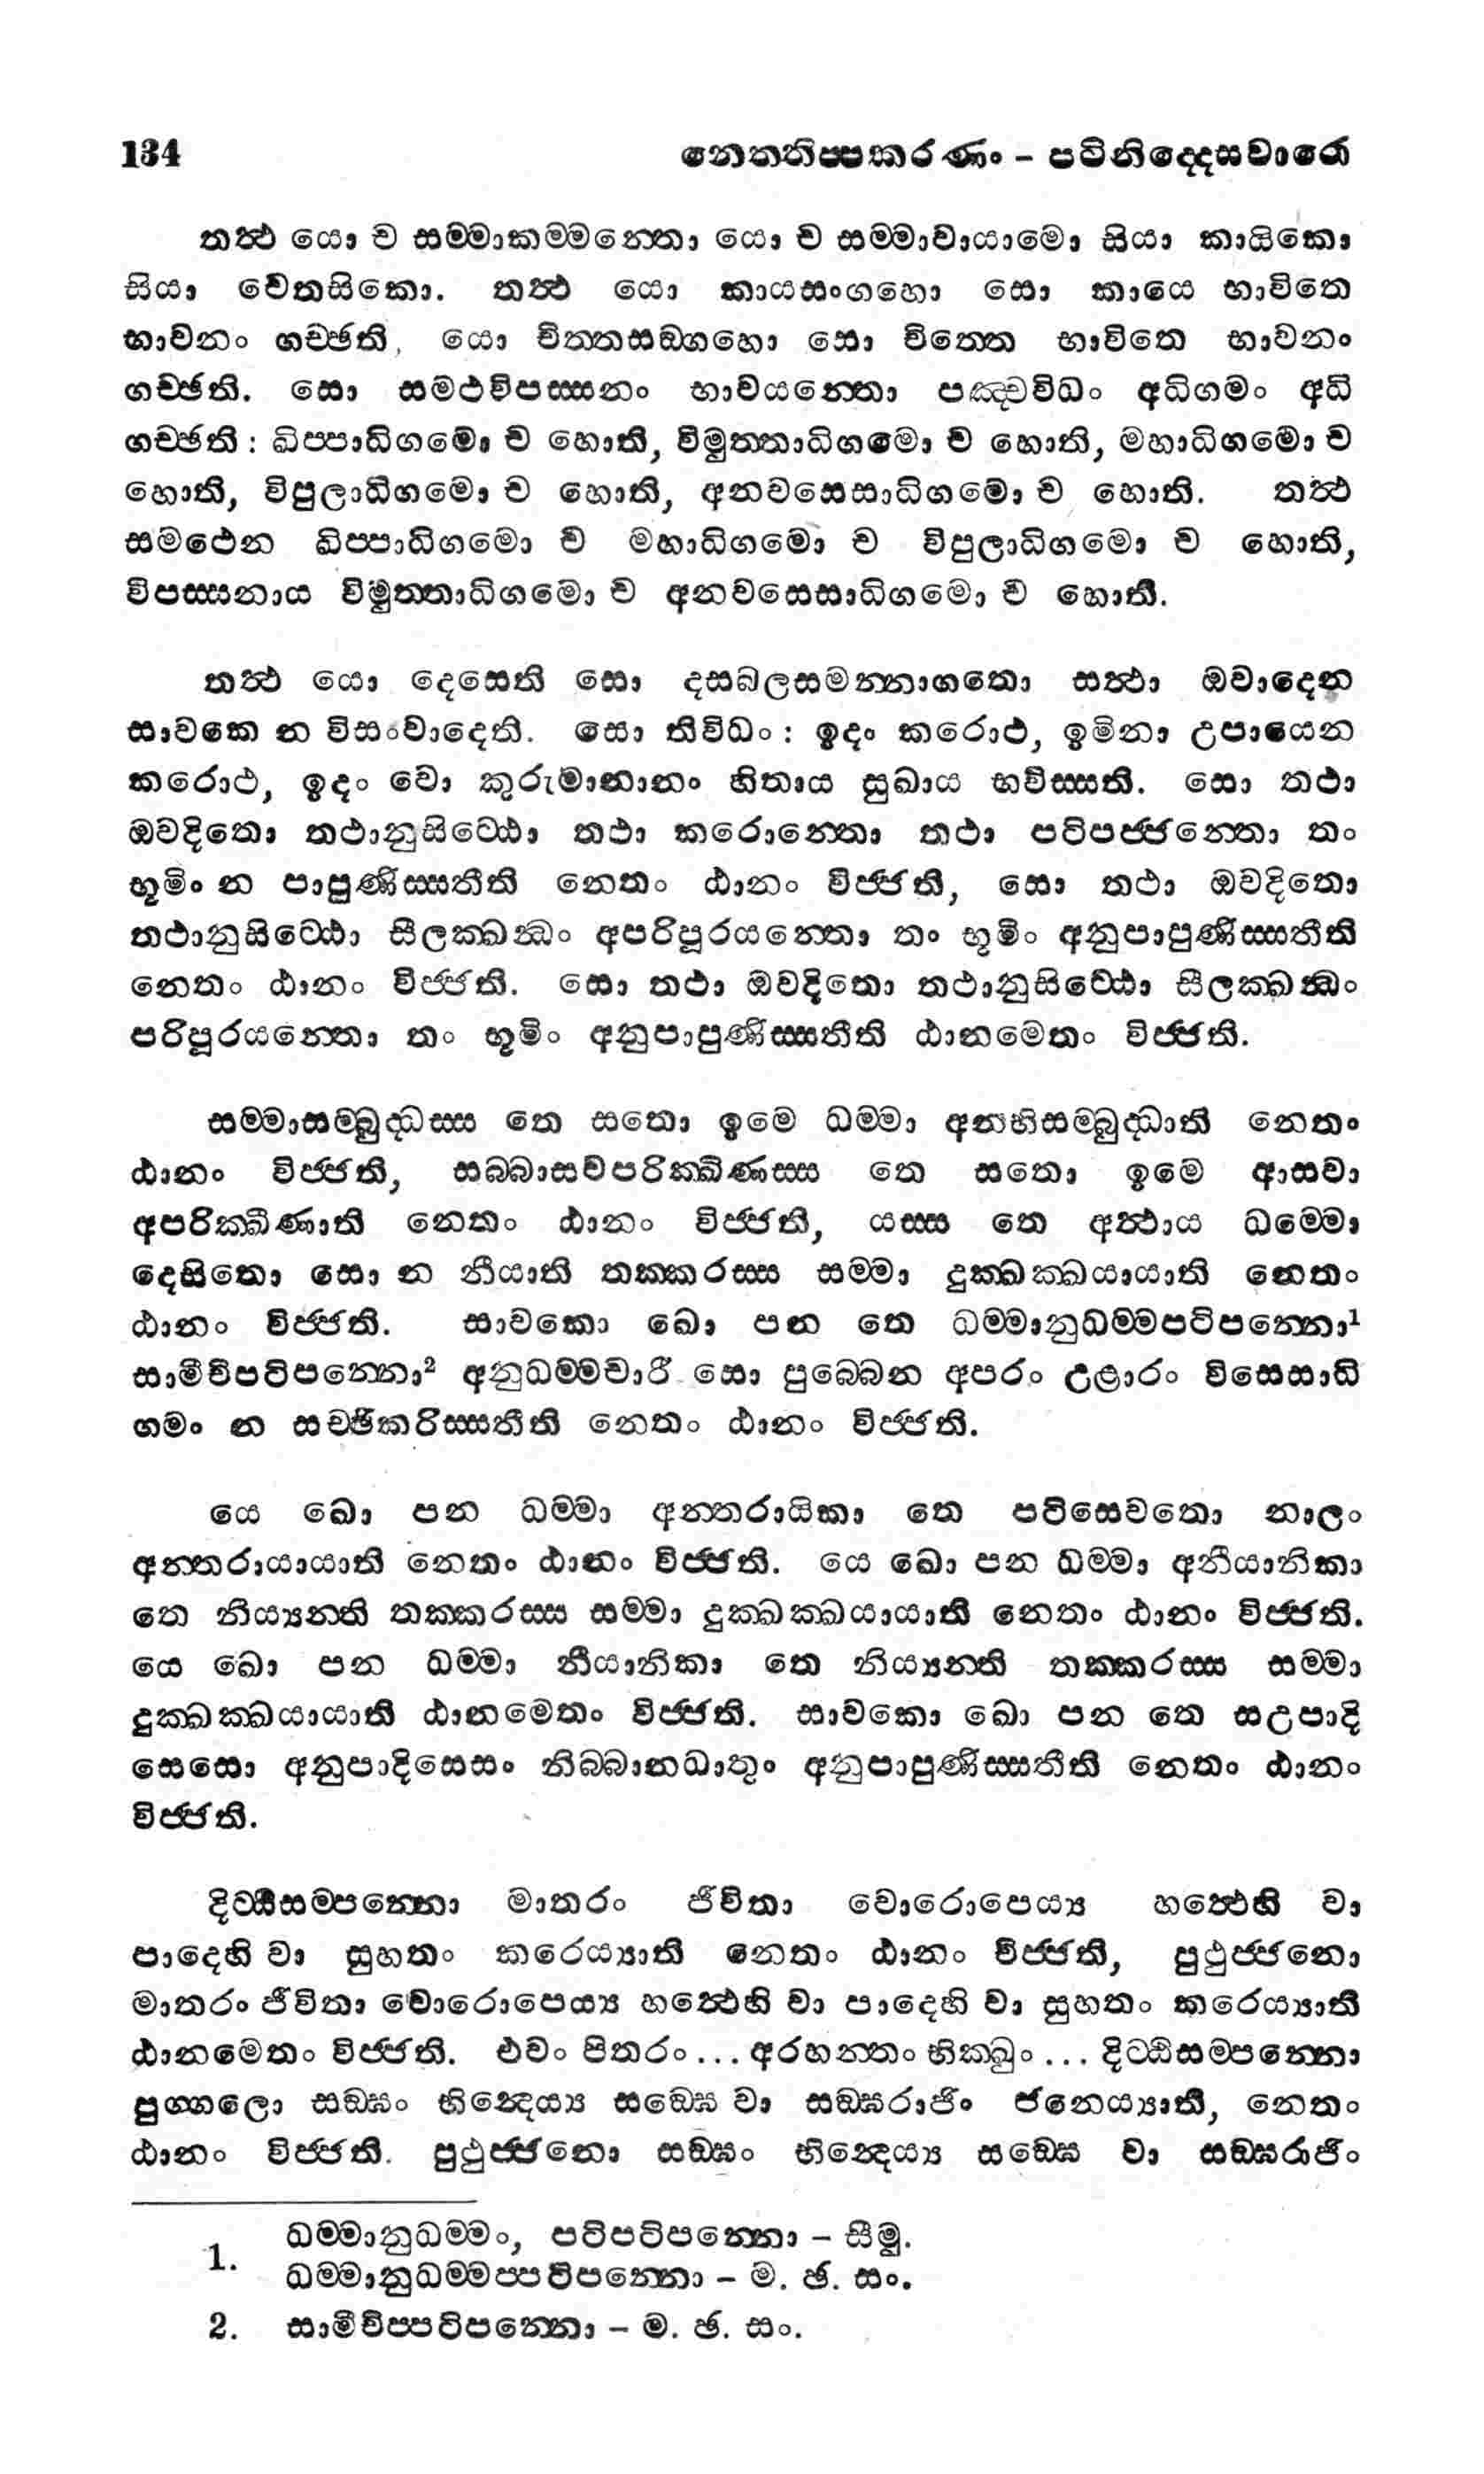 134 නෙත්තිප්පකරණං – පටිනිද්දෙසවාරො
තත්ථ යො ච සම්මාකම්මන්තො යො ච සම්මාවායාමො සියා කායිකො
සියා චෙතසිකො. තත්ථ යො කායසංගහො සො කායෙ භාවිතෙ
භාවනං ගච්ඡති, යො චිත්තසඞ්ගහො සො චිත්තෙ භාවිතෙ භාවනං
ගච්ඡති. සො සමථවිපස්සනං භාවයන්තො පඤ්චවිධං අධිගමං අධි
ගච්ඡති : ඛිප්පාධිගමො ච හොති, විමුත්තාධිගමො ච හොති, මහාධිගමො ච
හොති, විපුලාධිගමො ච හොති, අනවසෙසාධිගමො ච හොති. තත්ථ
සමථෙන ඛිප්පාධිගමො ච මහාධිගමො ච විපුලාධිගමො ච හොති,
විපස්සනාය විමුත්තාධිගමො ච අනවසෙසාධිගමො ච හොති.
තත්ථ යො දෙසෙති සො දසබලසමන්නාගතො සත්ථා ඔවාදෙන
සාවකෙ න විසංවාදෙති. සො තිවිධං : ඉදං කරොථ, ඉමිනා උපායෙන
කරොථ, ඉදං වො කුරුමානානං හිතාය සුඛාය භවිස්සති. සො තථා
ඔවදිතො තථානුසිට්ඨො තථා කරොන්තො තථා පටිපජ්ජන්තො තං
භූමිං න පාපුණිස්සතීති නෙතං ඨානං විජ්ජති, සො තථා ඔවදිතො
තථානුසිට්ඨො සීලක්ඛන්ධං අපරිපූරයන්තො තං භූමිං අනුපාපුණිස්සතීති
නෙතං ඨානං විජ්ජති. සො තථා ඔවදිතො තථානුසිට්ඨො සීලක්ඛන්ධං
පරිපූරයන්තො තං භූමිං අනුපාපුණිස්සතීති ඨානමෙතං විජ්ජති.
සම්මාසම්බුද්ධස්ස තෙ සතො ඉමෙ ධම්මා අනභිසම්බුද්ධාති නෙතං
ඨානං විජ්ජති, සබ්බාසවපරික්ඛීණස්ස තෙ සතො ඉමෙ ආසවා
අපරික්ඛීණාති නෙතං ඨානං විජ්ජති, යස්ස තෙ අත්ථාය ධම්මො
දෙසිතො සො න නීයාති තක්කරස්ස සම්මා දුක්ඛක්ඛයායාති නෙතං
ඨානං විජ්ජති. සාවකො ඛො පන තෙ ධම්මානුධම්මපටිපන්නො¹
සාමීචිපටිපන්නො² අනුධම්මචාරී සො පුබ්බෙන අපරං උළාරං විසෙසාධි
ගමං න සච්ඡිකරිස්සතීති නෙතං ඨානං විජ්ජති.
යෙ ඛො පන ධම්මා අන්තරායිකා තෙ පටිසෙවතො නාලං
අන්තරායායාති නෙතං ඨානං විජ්ජති. යෙ ඛො පන ධම්මා අනීයානිකා
තෙ නීය්‍යන්ති තක්කරස්ස සම්මා දුක්ඛක්ඛයායාති නෙතං ඨානං විජ්ජති.
යෙ ඛො පන ධම්මා නීයානිකා තෙ නිය්‍යන්ති තක්කරස්ස සම්මා
දුක්ඛක්ඛයායාති ඨානමෙතං විජ්ජති. සාවකො ඛො පන තෙ සඋපාදි
සෙසො අනුපාදිසෙසං නිබ්බානධාතුං අනුපාපුණිස්සතීති නෙතං ඨානං
විජ්ජති.
දිට්ඨිසම්පන්නො මාතරං ජීවිතා වොරොපෙය්‍ය හත්ථෙහි වා
පාදෙහි වා සුහතං කරෙය්‍යාති නෙතං ඨානං විජ්ජති, පුථුජ්ජනො
මාතරං ජීවිතා වොරොපෙය්‍ය හත්ථෙහි වා පාදෙහි වා සුහතං කරෙය්‍යාති
ඨානමෙතං විජ්ජති. එවං පිතරං... අරහන්තං භික්ඛුං... දිට්ඨිසම්පන්නො
පුග්ගලො සඞ්ඝං භින්දෙය්‍ය සඞ්ඝෙ වා සඞ්ඝරාජිං ජනෙය්‍යාති, නෙතං
ඨානං විජ්ජති. පුථුජ්ජනො සඞ්ඝං භින්දෙය්‍ය සඞ්ඝෙ වා සඞ්ඝරාජිං
1. ධම්මානුධම්මං, පටිපටිපන්නො – සීමු.
ධම්මානුධම්මප්පටිපන්නො – ම. ඡ. සං.
2. සාමීචිප්පටිපන්නො – ම. ඡ. සං.